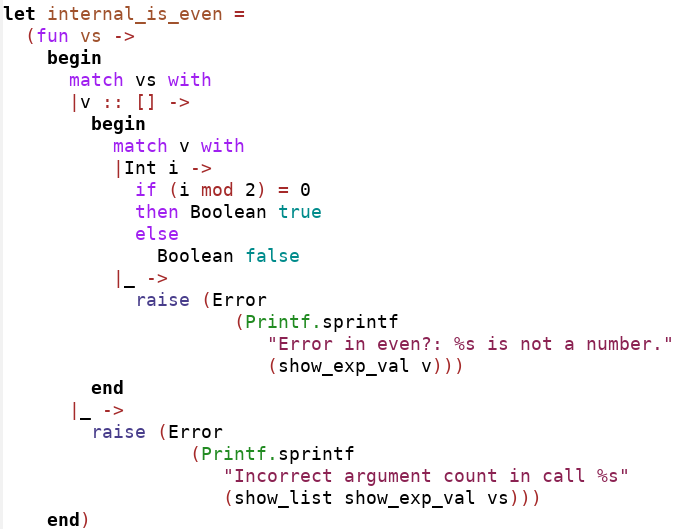 let internal_is_even =
  (fun vs ->
    begin
      match vs with
      |v :: [] ->
        begin
          match v with
          |Int i ->
            if (i mod 2) = 0
            then Boolean true
            else
              Boolean false
          |_ ->
            raise (Error
                     (Printf.sprintf
                        "Error in even?: %s is not a number."
                        (show_exp_val v)))
        end
      |_ ->
        raise (Error
                 (Printf.sprintf
                    "Incorrect argument count in call %s"
                    (show_list show_exp_val vs)))
    end)